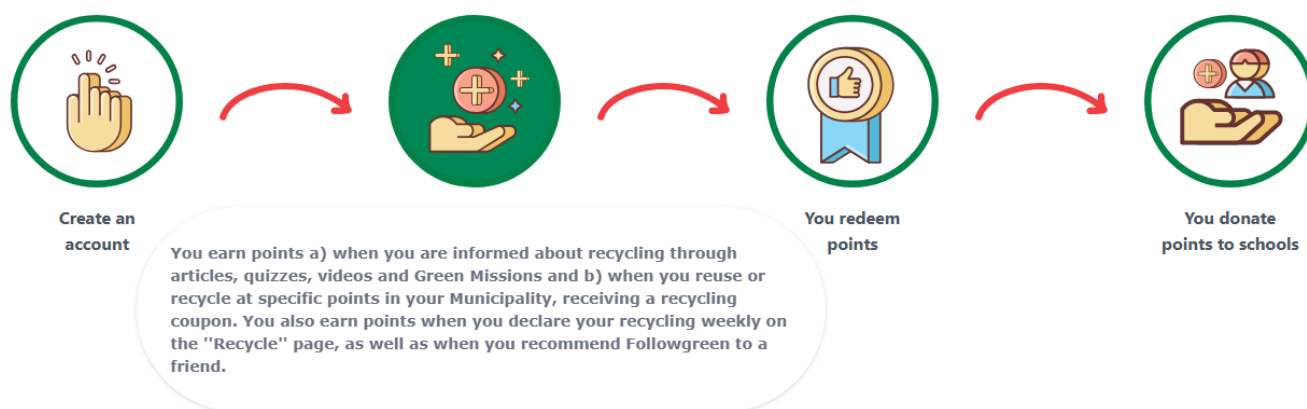 Create an
account
You earn points a) when you are informed about recycling through
articles, quizzes, videos and Green Missions and b) when you reuse or
recycle at specific points in your Municipality, receiving a recycling
coupon. You also earn points when you declare your recycling weekly on
the "Recycle" page, as well as when you recommend Followgreen to a
friend.
You redeem
points
You donate
points to schools